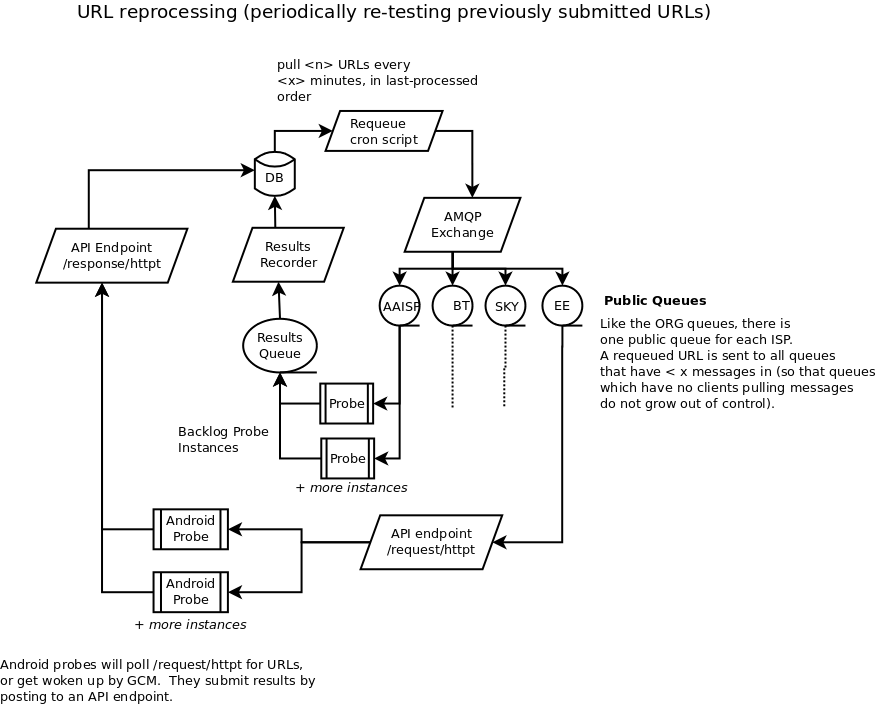 URL reprocessing (periodically re-testing previously submitted URLs)
pull <n> URLs every
<x> minutes, in last-processed
order
Requeue
cron script
DB
AMQP
Exchange
API Endpoint
/response/httpt
Results
Recorder
AAISP
BT
SKY
EE
Public Queues
Like the ORG queues, there is
one public queue for each ISP.
A requeued URL is sent to all queues
that have < x messages in (so that queues
which have no clients pulling messages
do not grow out of control).
Results
Queue
Probe
Backlog Probe
Instances
Probe
+ more instances
Android
Probe
API endpoint
/request/httpt
Android
Probe
+ more instances
Android probes will poll /request/httpt for URLs,
or get woken up by GCM.  They submit results by
posting to an API endpoint.